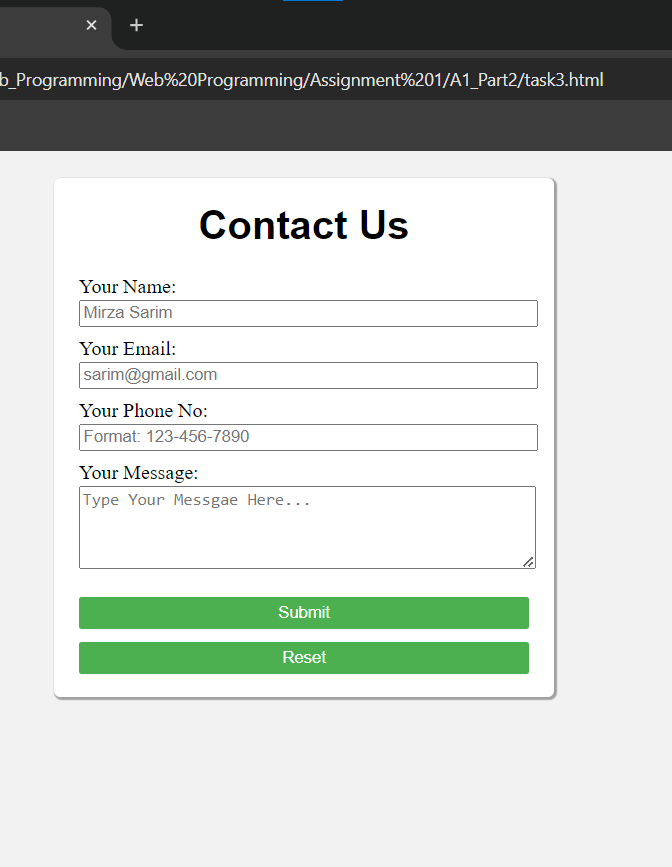 b_Programming/Web%20Programming/Assignment%201/A1_Part2/task3.html
Contact Us
Your Name:
Mirza Sarim
Your Email:
sarim@gmail.com
Your Phone No:
Format: 123-456-7890
Your Message:
Type Your Messgae Here...
Submit
Reset